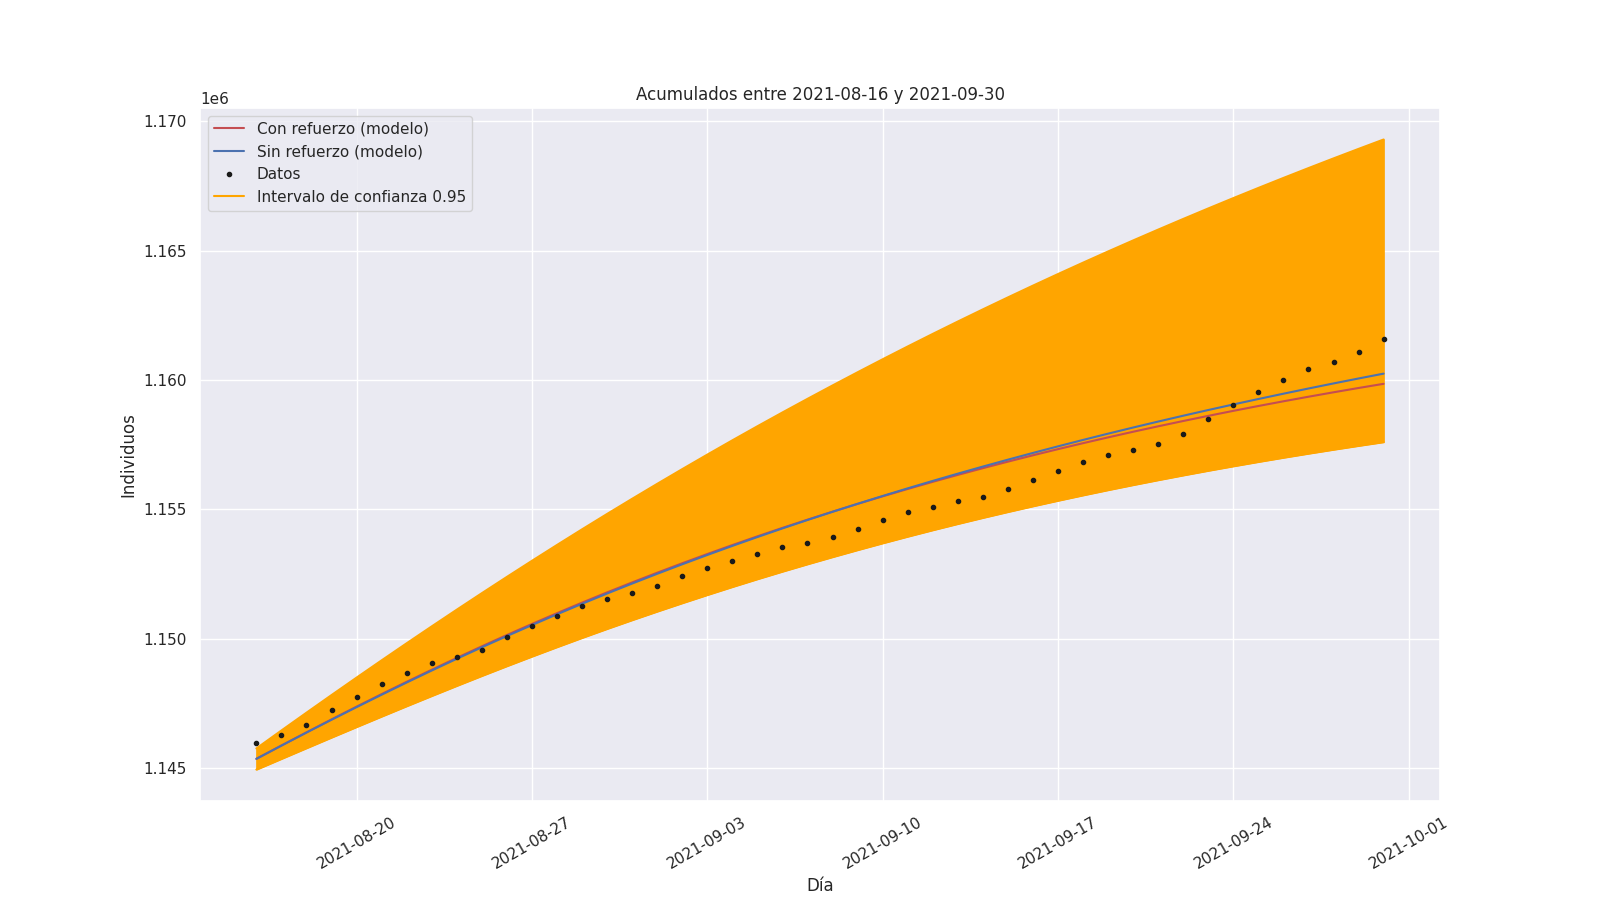 Acumulados entre 2021-08-16 y 2021-09-30
1e6
Con refuerzo (modelo)
Sin refuerzo (modelo)
Datos
Intervalo de confianza 0.95
1.170
1.165
1.160
1.155
1.150
1.145
Individuos
2021-08-20
2021-08-27
2021-09-03
2021-09-10
2021-09-17
2021-09-24
2021-10-01
Día